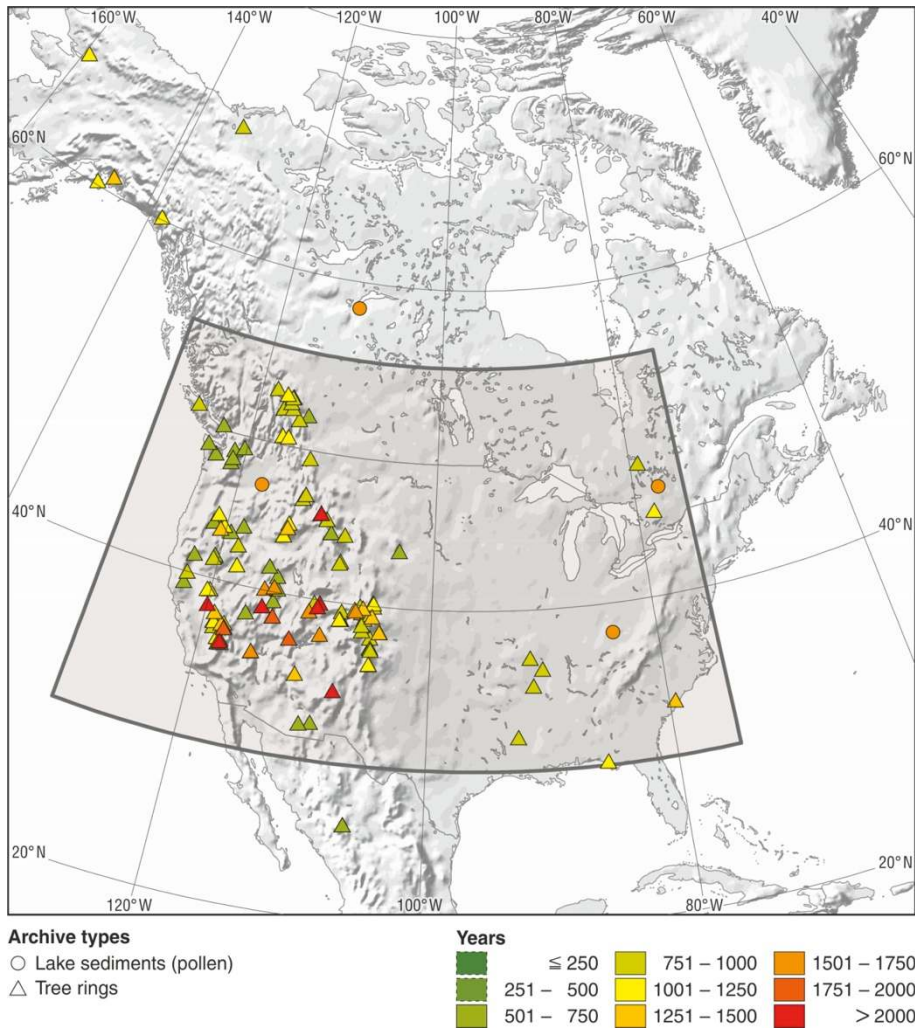 160°W 140°W 120°W 100°W 80°W 60°W 40°W
60°N
60°N
40°N
40°N
20°N
20°N
120°W 100°W 80°W
Archive types
Lake sediments (pollen)
Tree rings
Years
≦ 250 751 – 1000 1501 – 1750
251 – 500 1001 – 1250 1751 – 2000
501 – 750 1251 – 1500 > 2000